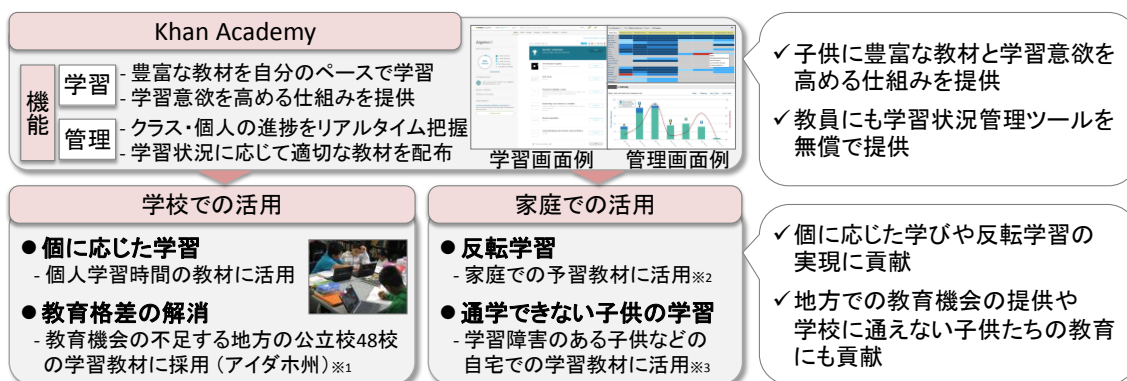 Khan Academy
機能
学習
- 豊富な教材を自分のペースで学習
- 学習意欲を高める仕組みを提供
管理
- クラス・個人の進捗をリアルタイム把握
- 学習状況に応じて適切な教材を配布
学習画面例
管理画面例
✓子供に豊富な教材と学習意欲を
高める仕組みを提供
✓教員にも学習状況管理ツールを
無償で提供
学校での活用
●個に応じた学習
- 個人学習時間の教材に活用
●教育格差の解消
- 教育機会の不足する地方の公立校48校
の学習教材に採用（アイダホ州）※1
家庭での活用
●反転学習
- 家庭での予習教材に活用※2
●通学できない子供の学習
- 学習障害のある子供などの
自宅での学習教材に活用※3
✓個に応じた学びや反転学習の
実現に貢献
✓地方での教育機会の提供や
学校に通えない子供たちの教育
にも貢献